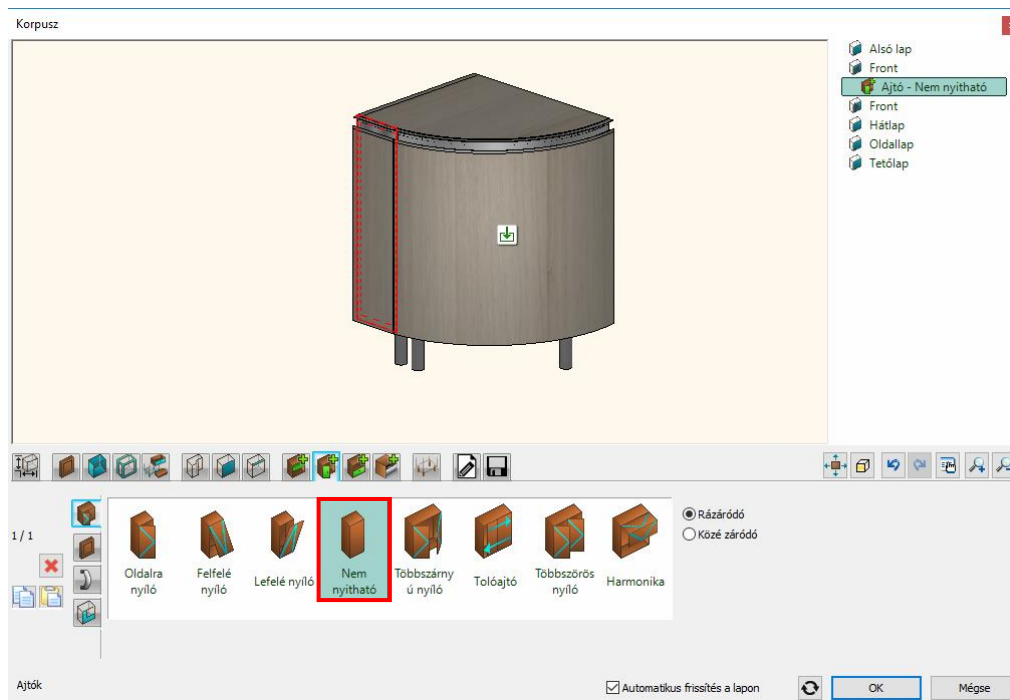 Korpusz
Alsó lap
Front
Ajtó - Nem nyitható
Front
Hátlap
Oldallap
Tetőlap
1 / 1
Oldalra
nyíló
Felfelé
nyíló
Lefelé nyíló
Nem
nyitható
Többszárny
ú nyíló
Tolóajtó
Többszörös
nyíló
Harmonika
Rázáródó
Közé záródó
Ajtók
Automatikus frissítés a lapon
OK
Mégse